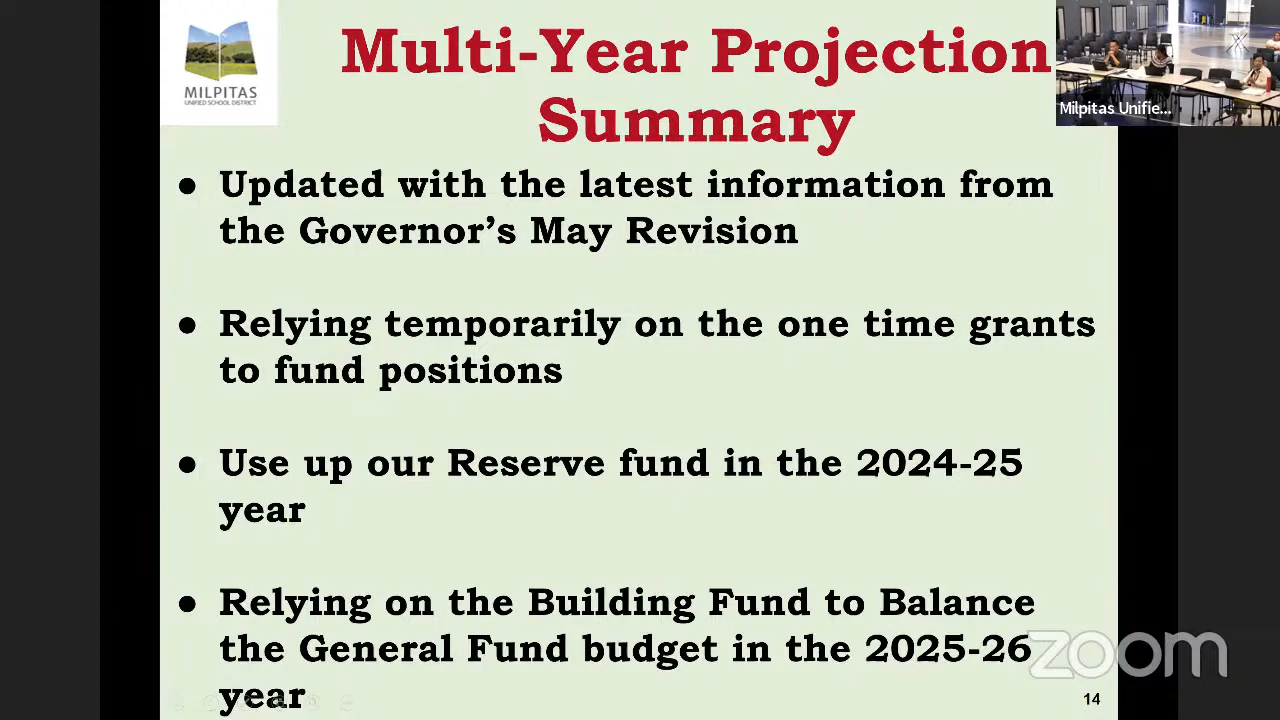 MILPITAS
UNIFIED SCHOOL DISTRICT
Multi-Year Projection
Summary
Milpitas Unifie...
● Updated with the latest information from
the Governor’s May Revision
● Relying temporarily on the one time grants
to fund positions
● Use up our Reserve fund in the 2024-25
year
● Relying on the Building Fund to Balance
the General Fund budget in the 2025-26
year
zoom
14